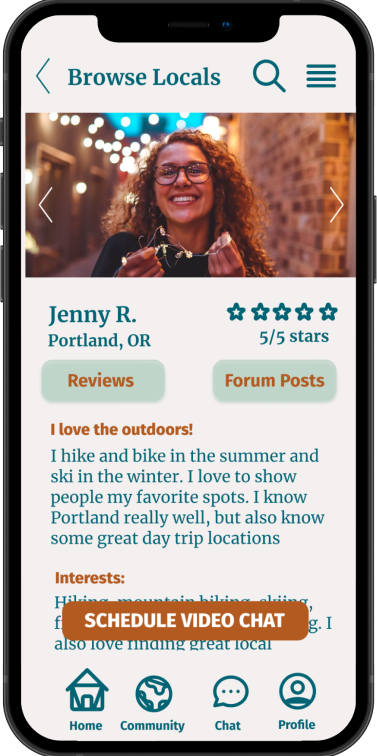 Browse Locals
Jenny R.
5/5 stars
Portland, OR
Reviews
Forum Posts
I love the outdoors!
I hike and bike in the summer and
ski in the winter. I love to show
people my favorite spots. I know
Portland really well, but also know
some great day trip locations
Interests:
Hiking, mountain biking, skiing,
SCHEDULE VIDEO CHAT
g. I
also love finding great local
Home
Community
Chat
Profile